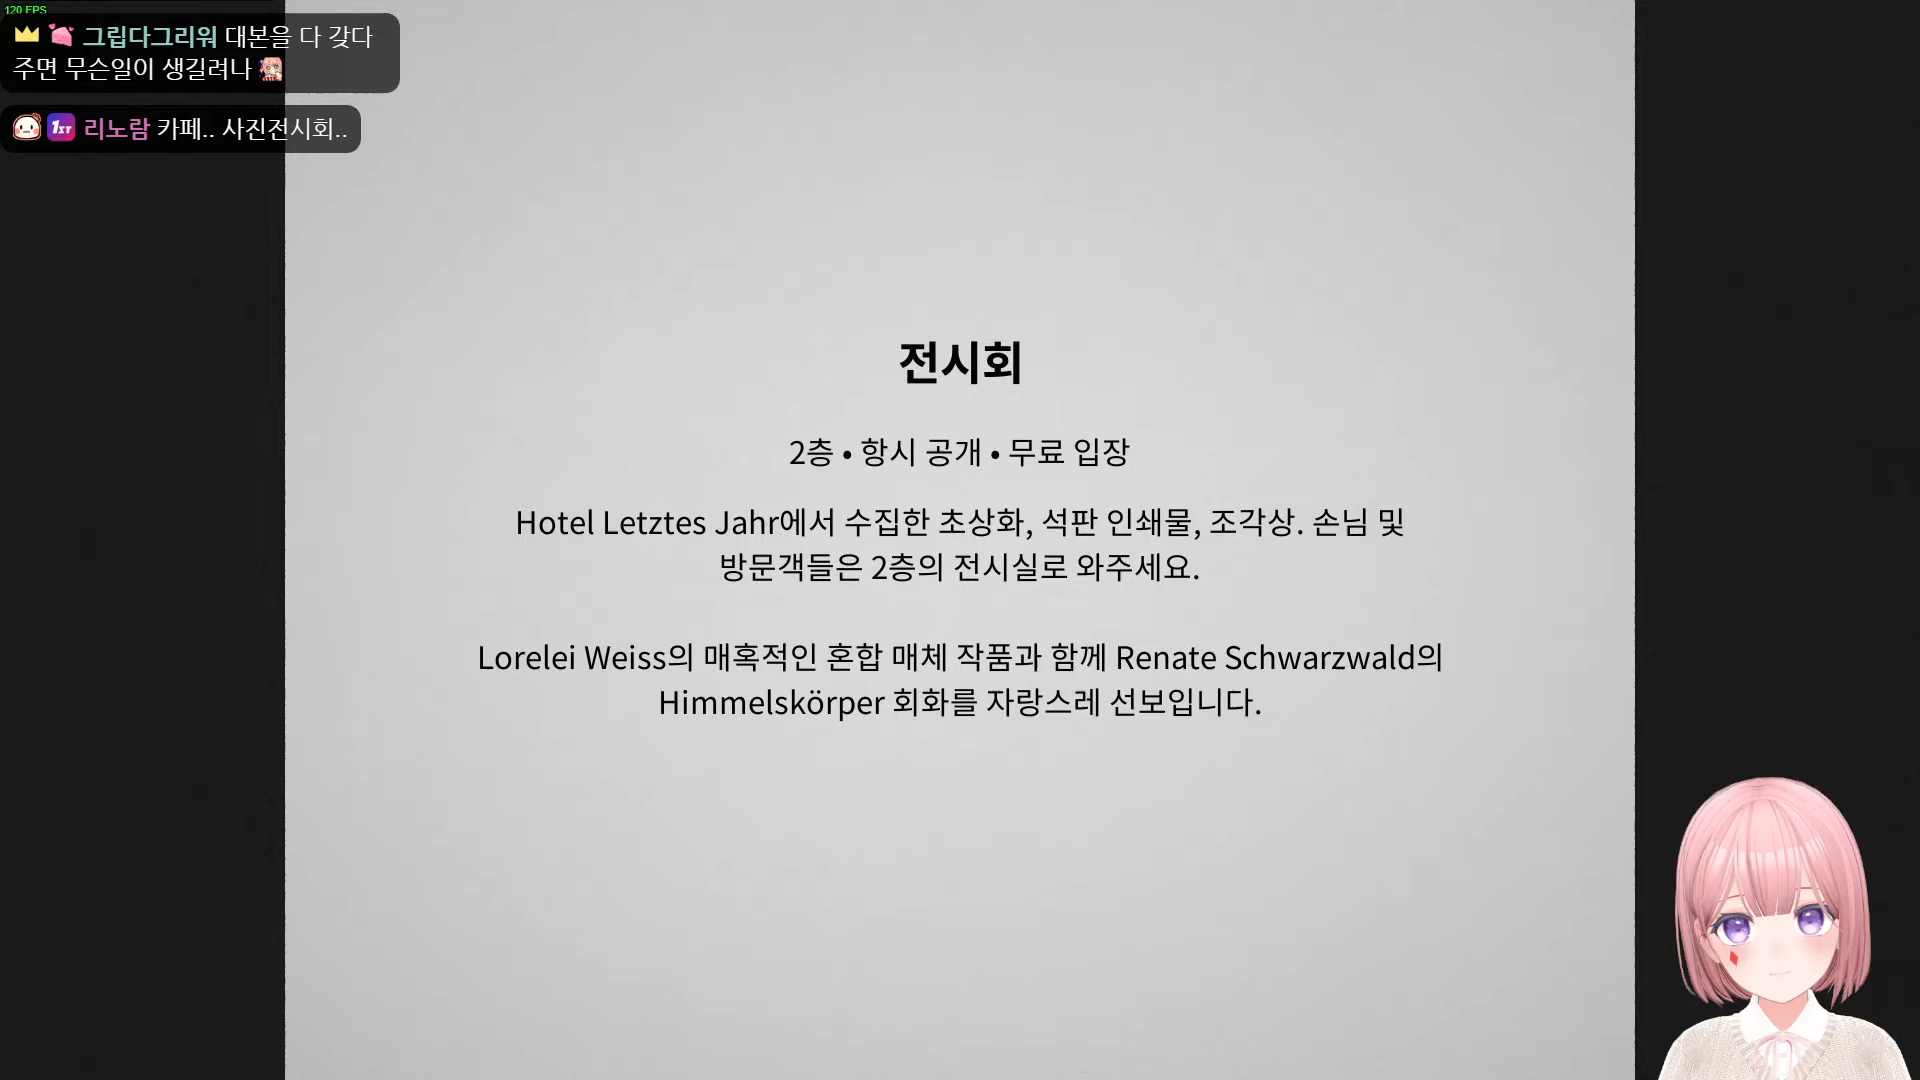 120 FPS
그립다그리워 대본을 다 갖다
주면 무슨일이 생길려나
1ST 리노람 카페.. 사진전시회..
전시회
2층 • 항시 공개 • 무료 입장
Hotel Letztes Jahr에서 수집한 초상화, 석판 인쇄물, 조각상. 손님 및
방문객들은 2층의 전시실로 와주세요.
Lorelei Weiss의 매혹적인 혼합 매체 작품과 함께 Renate Schwarzwald의
Himmelskörper 회화를 자랑스레 선보입니다.